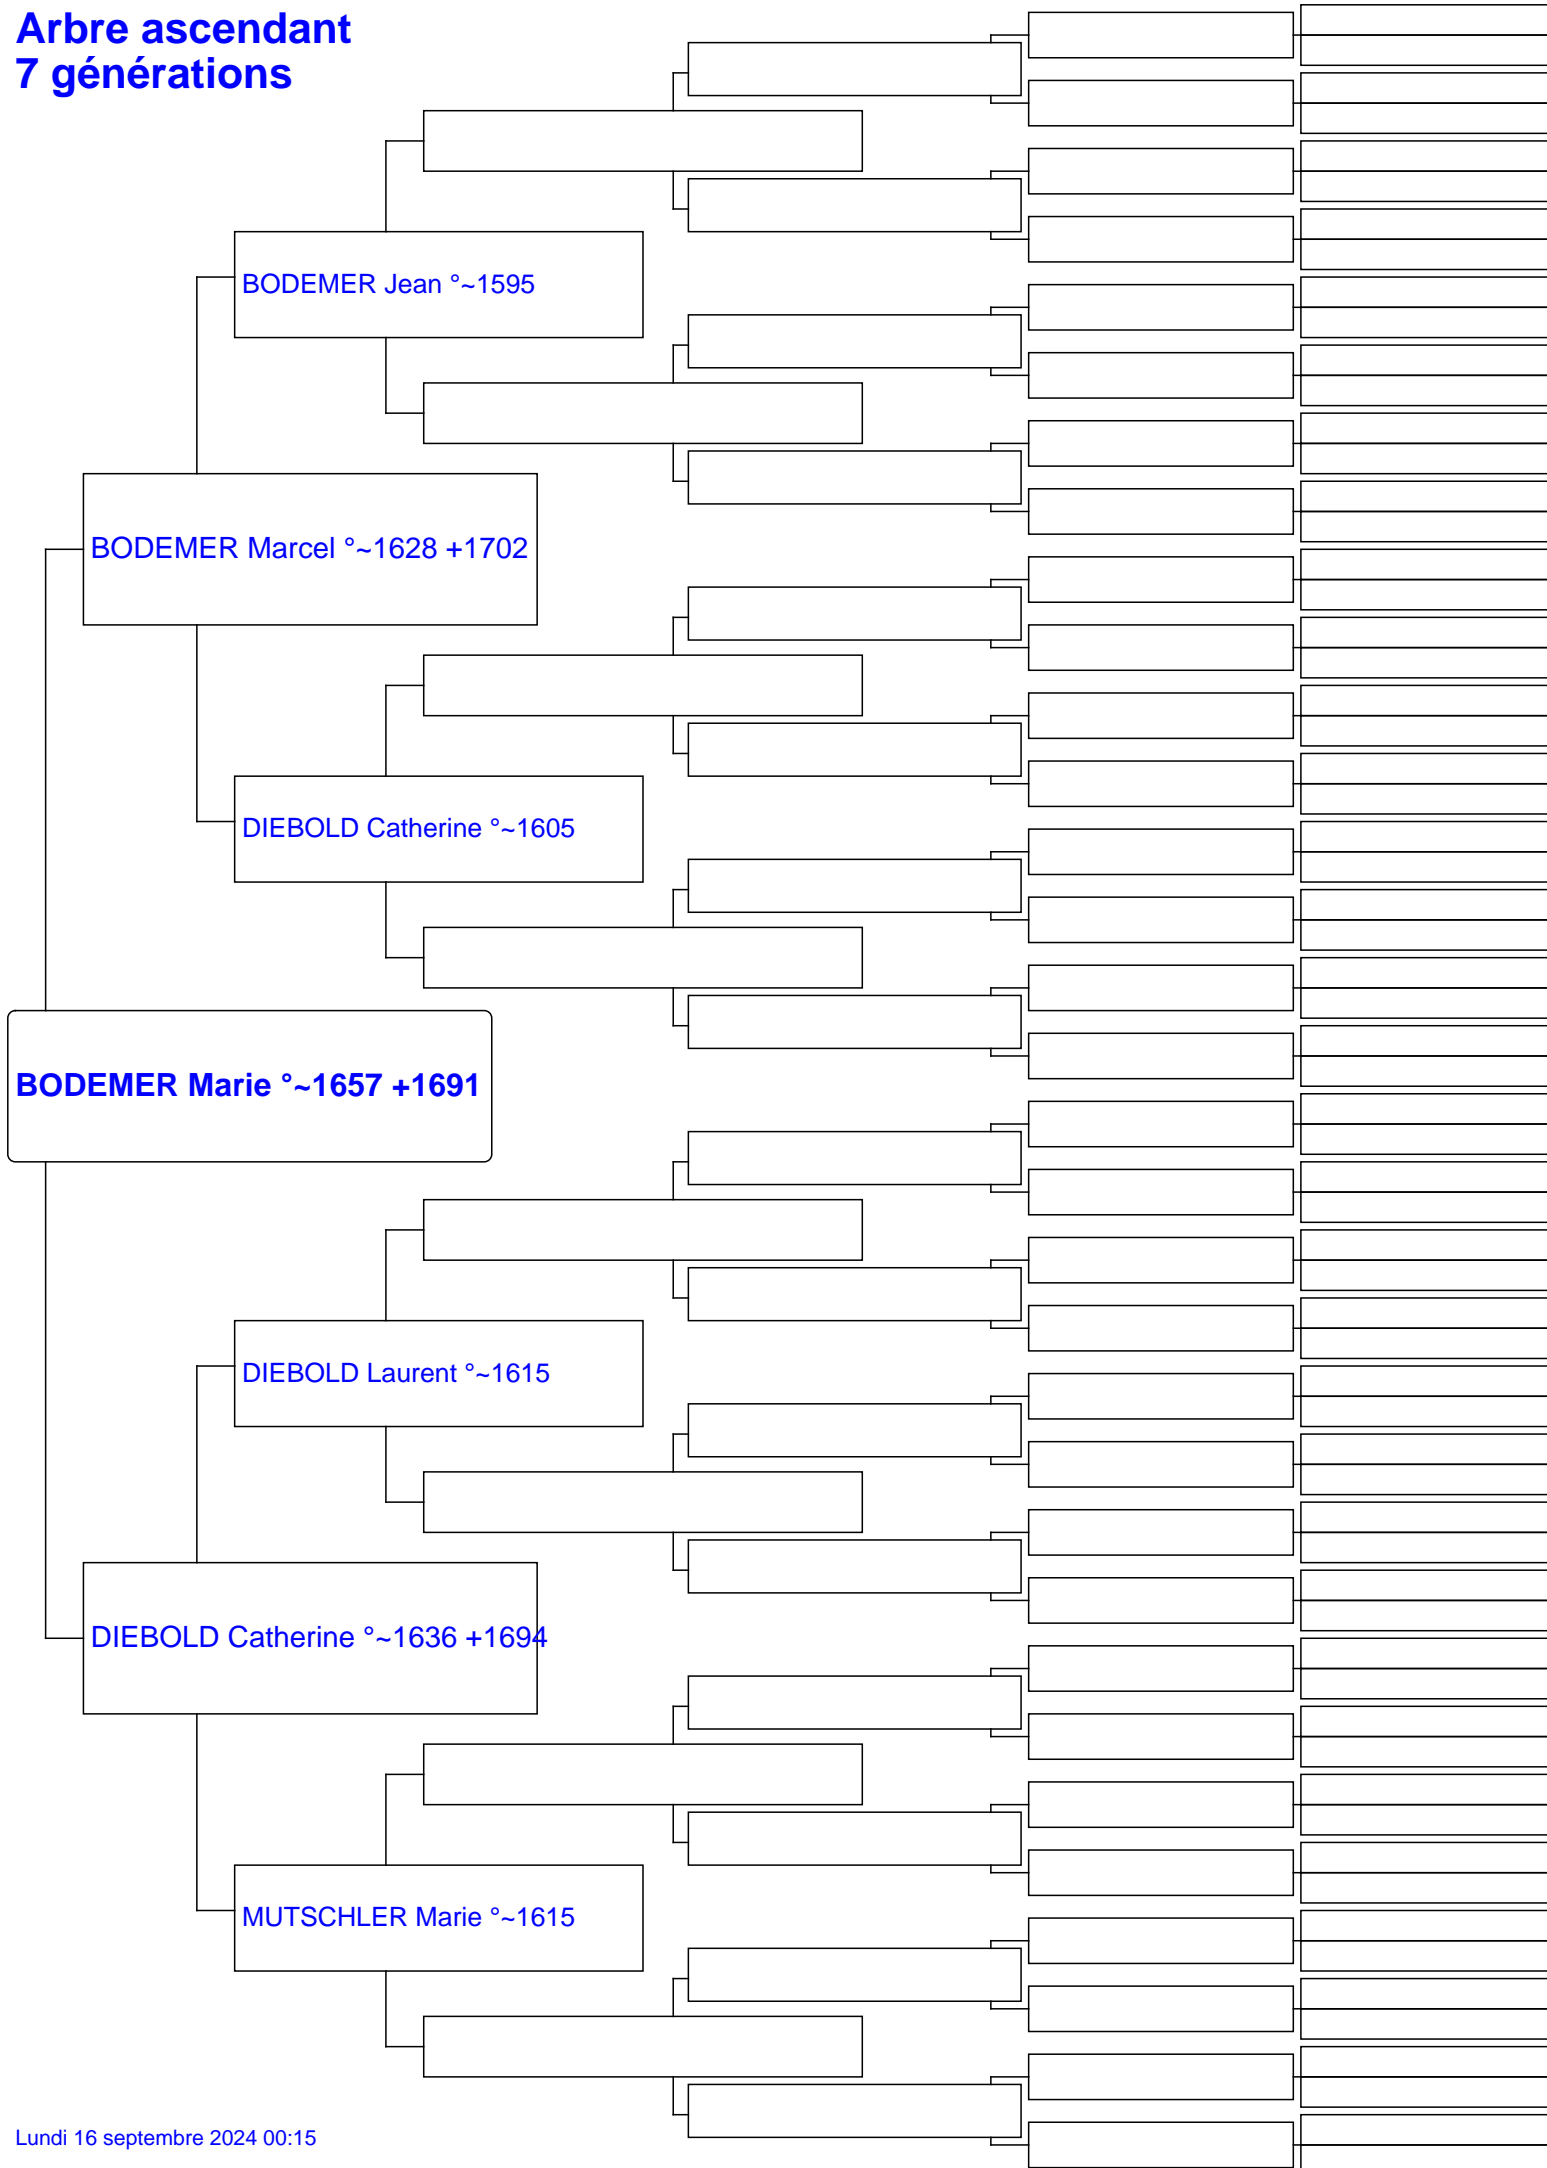 Arbre ascendant
7 générations
BODEMER Jean °~1595
BODEMER Marcel °~1628 +1702
DIEBOLD Catherine °~1605
BODEMER Marie °~1657 +1691
DIEBOLD Laurent °~1615
DIEBOLD Catherine °~1636 +1694
MUTSCHLER Marie °~1615
Lundi 16 septembre 2024 00:15